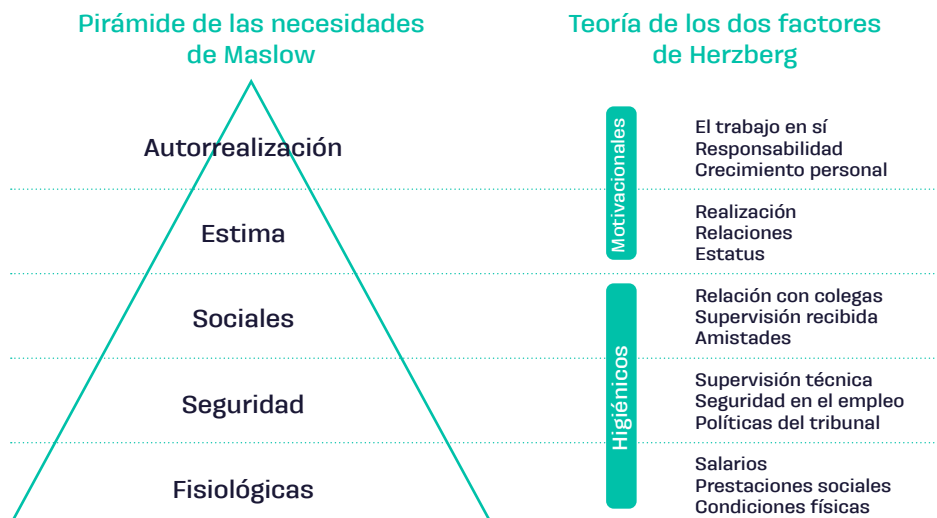 Pirámide de las necesidades
de Maslow
Teoría de los dos factores
de Herzberg
Autorrealización
Estima
Sociales
Seguridad
Fisiológicas
Motivacionales
El trabajo en sí
Responsabilidad
Crecimiento personal
Realización
Relaciones
Estatus
Higiénicos
Relación con colegas
Supervisión recibida
Amistades
Supervisión técnica
Seguridad en el empleo
Políticas del tribunal
Salarios
Prestaciones sociales
Condiciones físicas